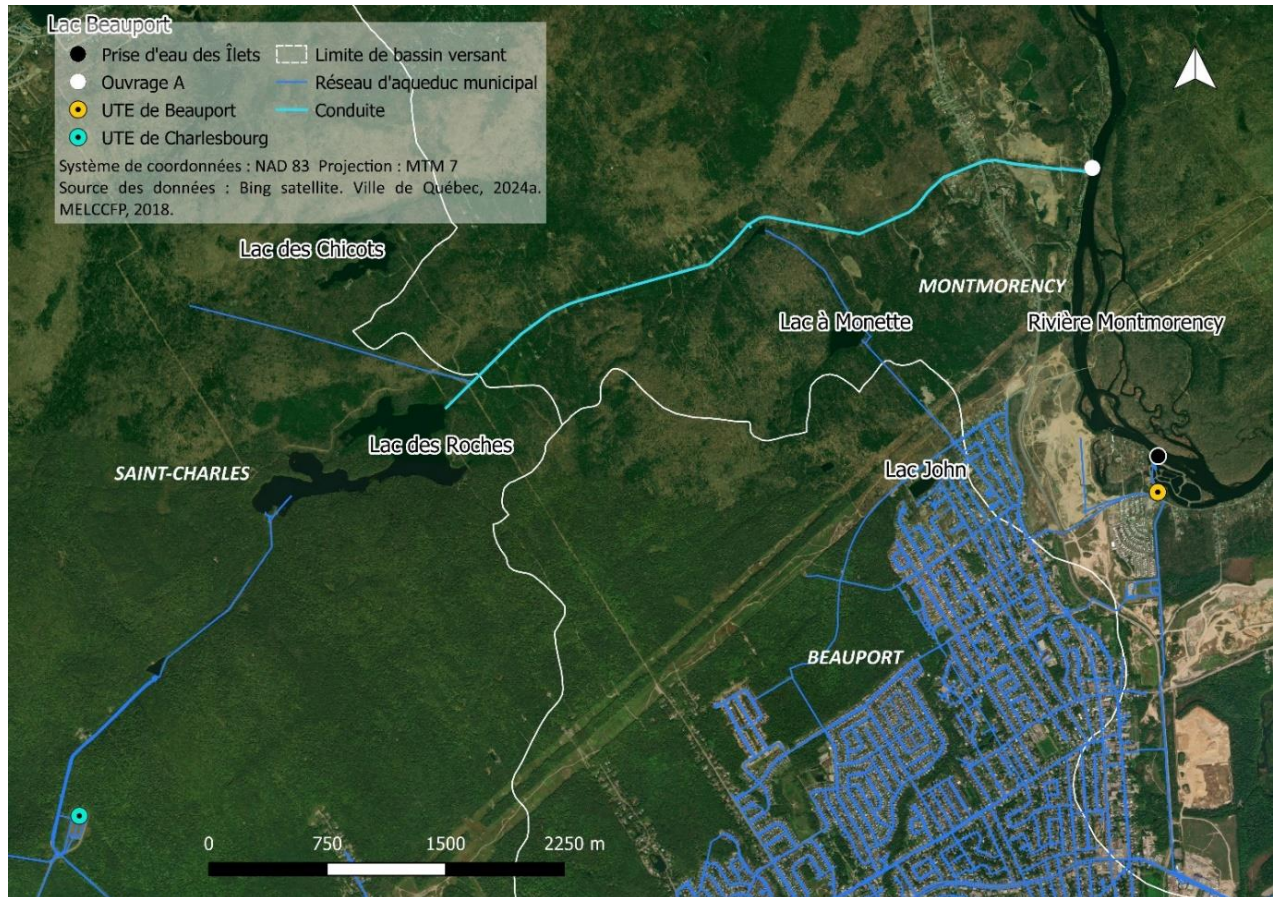 Lac Beauport
Prise d'eau des Îlets
Ouvrage A
UTE de Beauport
UTE de Charlesbourg
Limite de bassin versant
Réseau d'aqueduc municipal
Conduite
Système de coordonnées : NAD 83 Projection : MTM 7
Source des données : Bing satellite. Ville de Québec, 2024a.
MELCCFP, 2018.
Lac des Chicots
MONTMORENCY
Lac à Monette
Rivière Montmorency
Lac des Roches
SAINT-CHARLES
Lac John
BEAUPORT
0 750 1500 2250 m